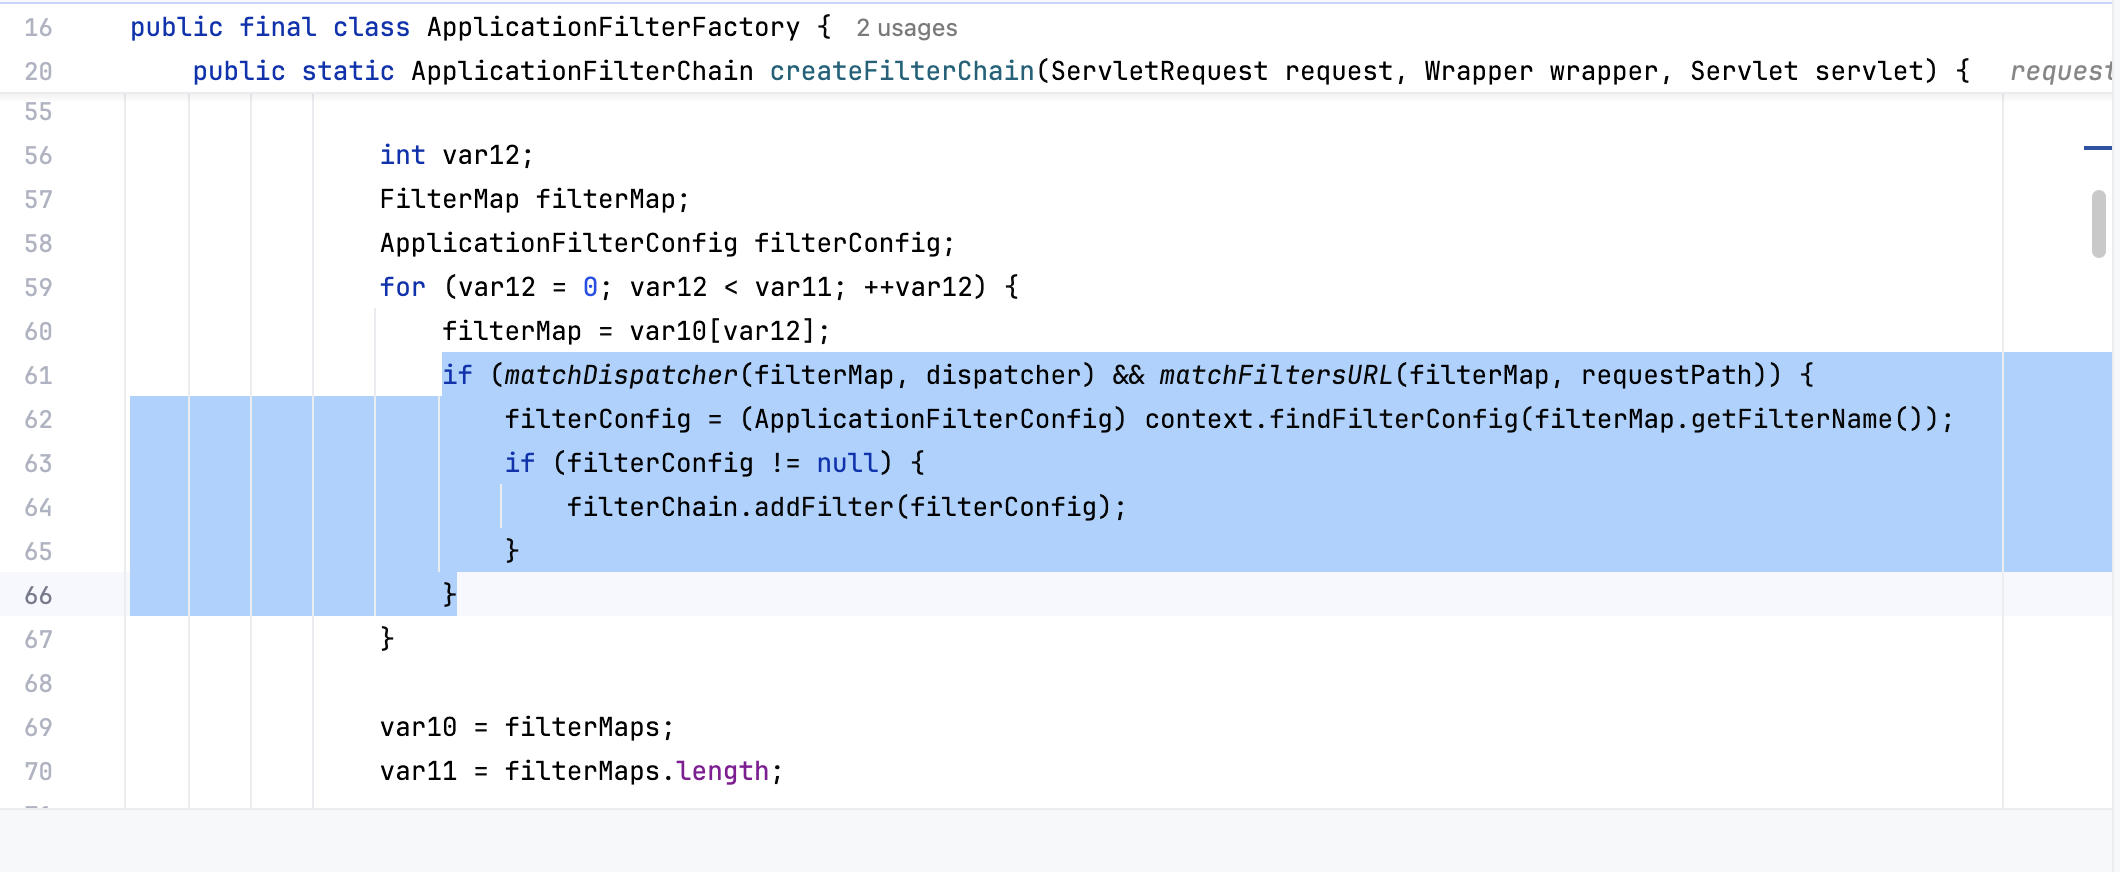 16 public final class ApplicationFilterFactory { 2 usages
20 public static ApplicationFilterChain createFilterChain(ServletRequest request, Wrapper wrapper, Servlet servlet) { request
55
56 int var12;
57 FilterMap filterMap;
58 ApplicationFilterConfig filterConfig;
59 for (var12 = 0; var12 < var11; ++var12) {
60 filterMap = var10[var12];
61 if (matchDispatcher(filterMap, dispatcher) && matchFiltersURL(filterMap, requestPath)) {
62 filterConfig = (ApplicationFilterConfig) context.findFilterConfig(filterMap.getFilterName());
63 if (filterConfig != null) {
64 filterChain.addFilter(filterConfig);
65 }
66 }
67 }
68
69 var10 = filterMaps;
70 var11 = filterMaps.length;